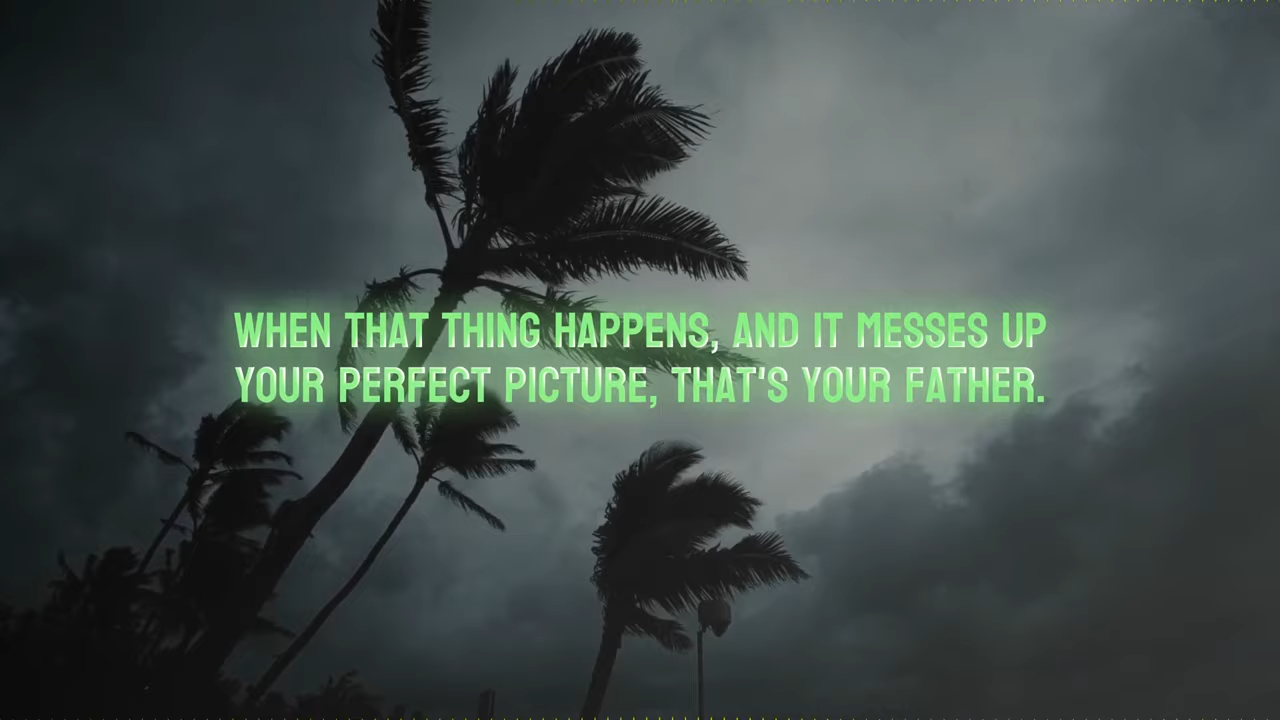 WHEN THAT THING HAPPENS, AND IT MESSES UP
YOUR PERFECT PICTURE, THAT'S YOUR FATHER.